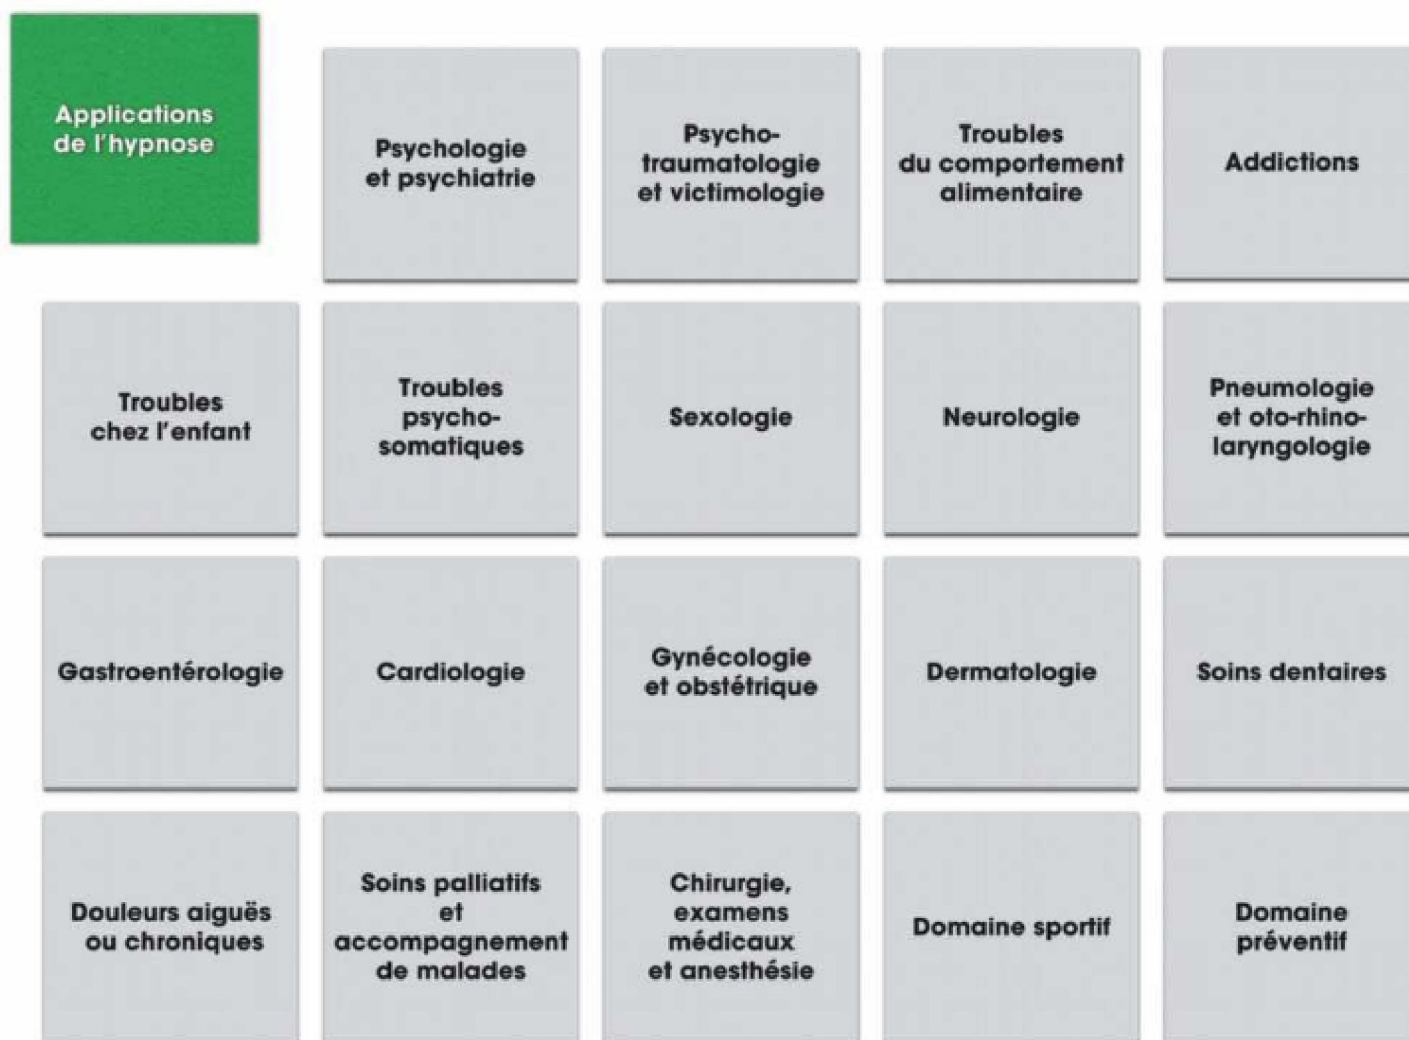 Applications
de l'hypnose
Psychologie
et psychiatrie
Psycho-
traumatologie
et victimologie
Troubles
du comportement
alimentaire
Addictions
Troubles
chez l'enfant
Troubles
psycho-
somatiques
Sexologie
Neurologie
Pneumologie
et oto-rhino-
laryngologie
Gastroentérologie
Cardiologie
Gynécologie
et obstétrique
Dermatologie
Soins dentaires
Douleurs aiguës
ou chroniques
Soins palliatifs
et
accompagnement
de malades
Chirurgie,
examens
médicaux
et anesthésie
Domaine sportif
Domaine
préventif